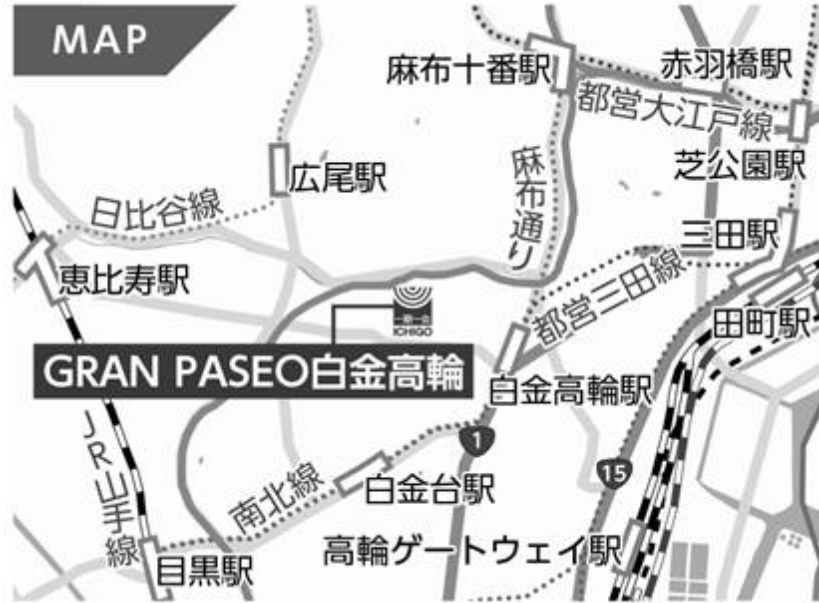 MAP
麻布十番駅
赤羽橋駅
都営大江戸線
芝公園駅
広尾駅
麻布通り
日比谷線
三田駅
恵比寿駅
都営三田線
一期一会
ICHIGO
田町駅
GRAN PASEO白金高輪
白金高輪駅
JR山手線
1
15
南北線
白金台駅
高輪ゲートウェイ駅
目黒駅